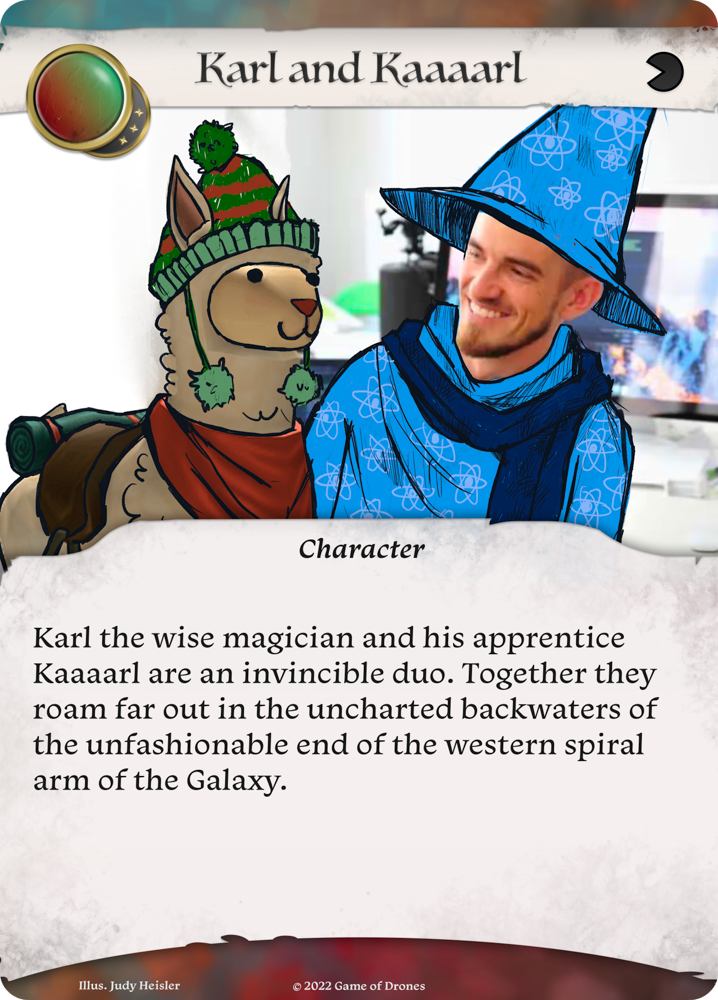 Karl and Kaaaarl
Character
Karl the wise magician and his apprentice
Kaaaarl are an invincible duo. Together they
roam far out in the uncharted backwaters of
the unfashionable end of the western spiral
arm of the Galaxy.
Illus. Judy Heisler
© 2022 Game of Drones